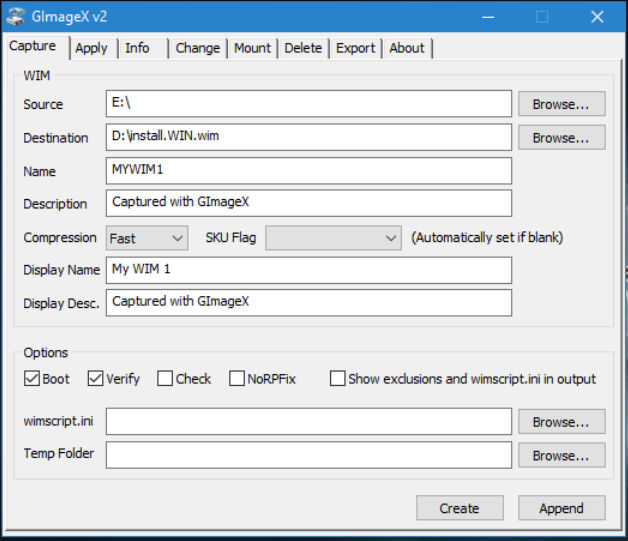 GImageX v2
Capture Apply Info Change Mount Delete Export About
WIM
Source E:\ Browse...
Destination D:\install.WIN.wim Browse...
Name MYWIM1
Description Captured with GImageX
Compression Fast SKU Flag (Automatically set if blank)
Display Name My WIM 1
Display Desc. Captured with GImageX
Options
Boot Verify Check NoRPFix Show exclusions and wimscript.ini in output
wimscript.ini Browse...
Temp Folder Browse...
Create Append